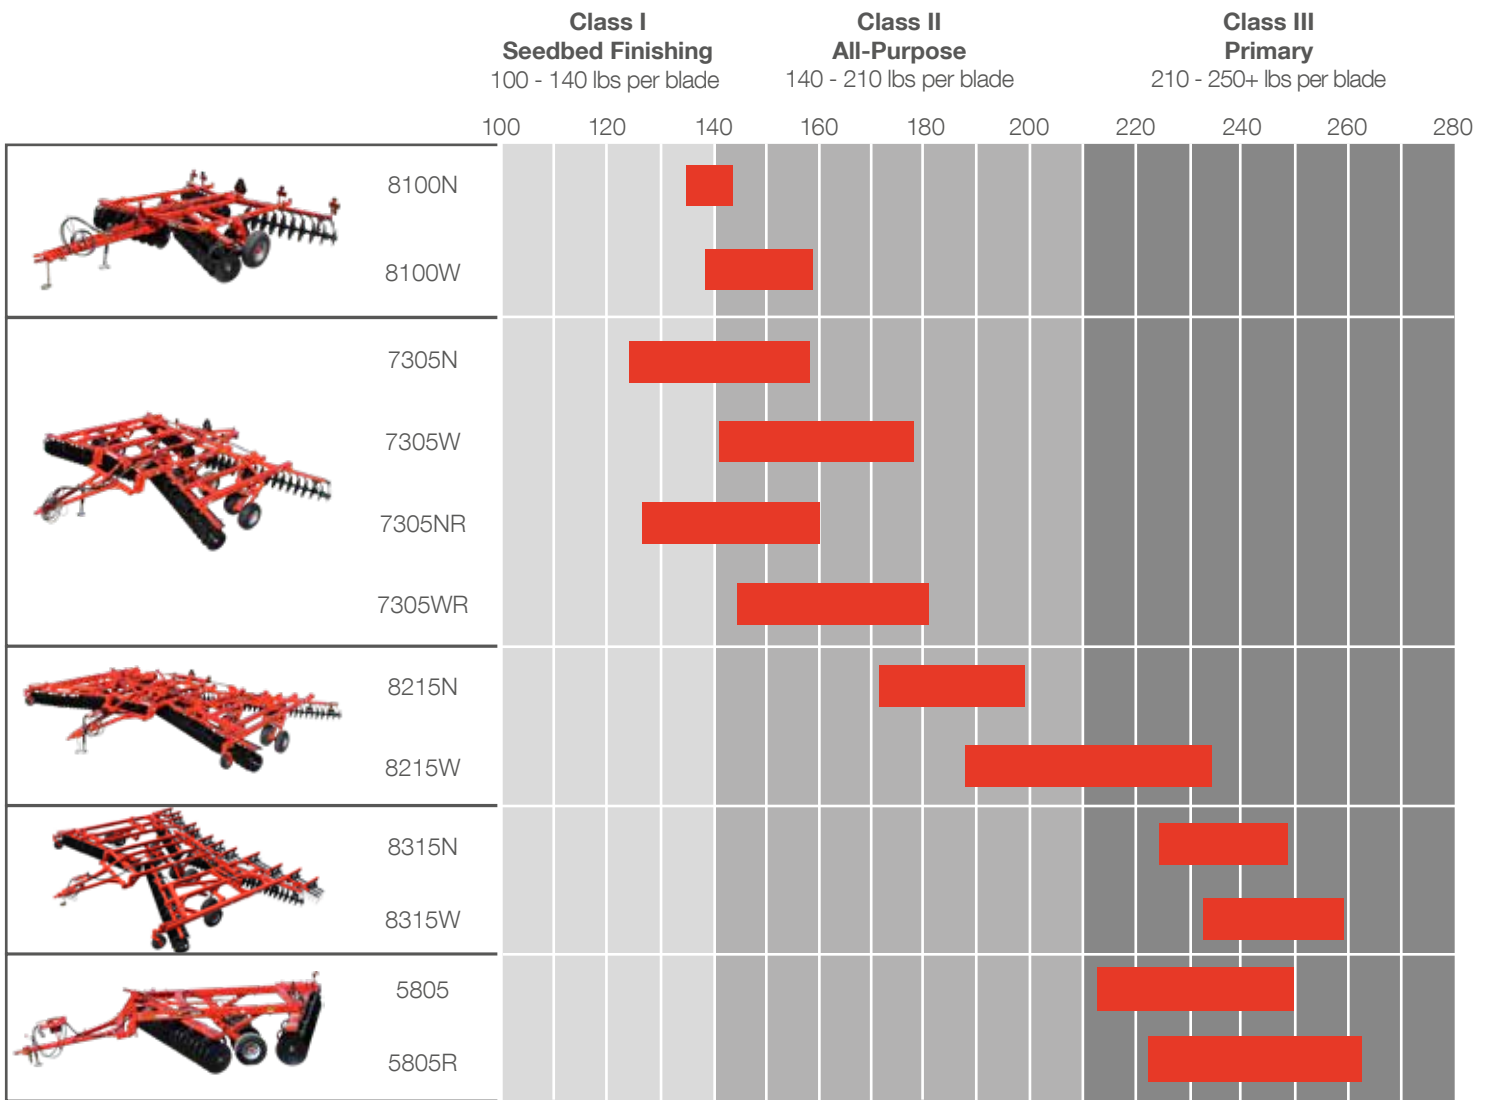 Class I
Seedbed Finishing
100 - 140 lbs per blade
Class II
All-Purpose
140 - 210 lbs per blade
Class III
Primary
210 - 250+ lbs per blade
100 120 140 160 180 200 220 240 260 280
8100N
8100W
7305N
7305W
7305NR
7305WR
8215N
8215W
8315N
8315W
5805
5805R